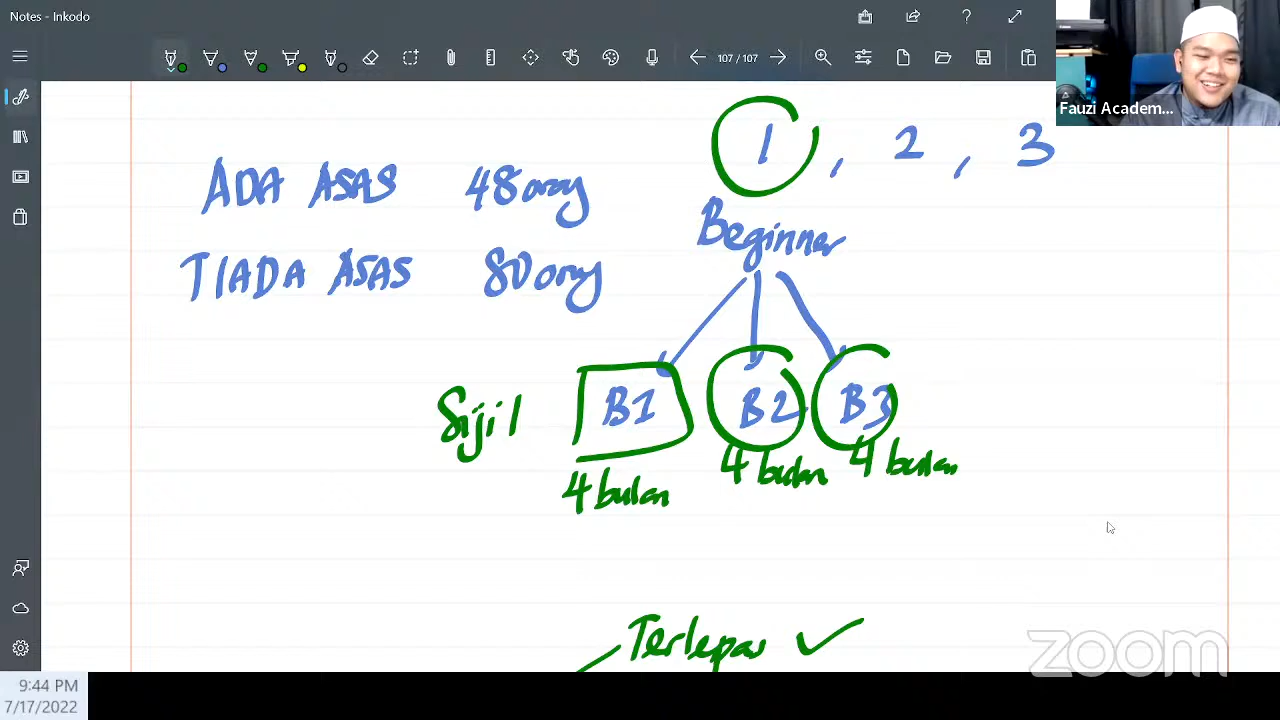 Notes - Inkodo
107 / 107
Fauzi Academ...
1 , 2 , 3
ADA ASAS 48 orang
Beginner
TIADA ASAS 80 orang
Sijil B1 B2 B3
4 bulan 4 bulan 4 bulan
Terlepas ✓
zoom
9:44 PM
7/17/2022